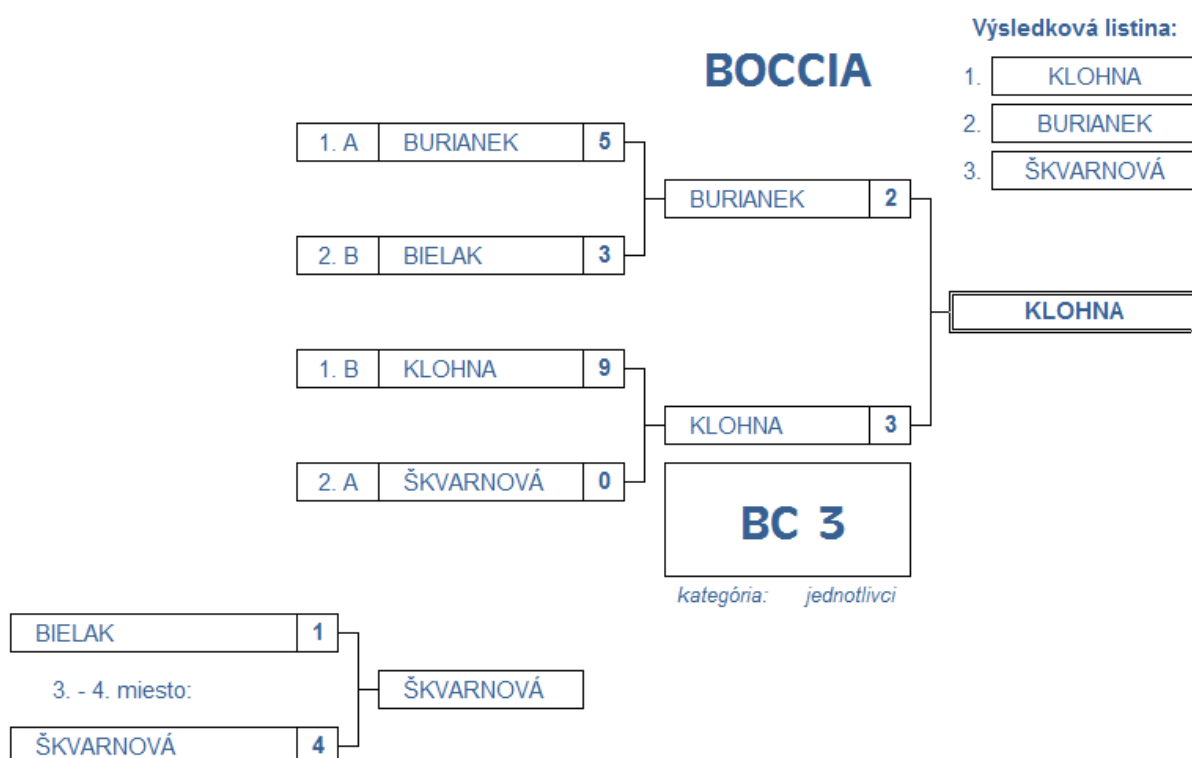 Výsledková listina:
BOCCIA
1. KLOHNA
2. BURIANEK
3. ŠKVARNOVÁ
1. A BURIANEK 5
BURIANEK 2
2. B BIELAK 3
KLOHNA
1. B KLOHNA 9
KLOHNA 3
2. A ŠKVARNOVÁ 0
BC 3
kategória: jednotlivci
BIELAK 1
3. - 4. miesto:
ŠKVARNOVÁ
ŠKVARNOVÁ 4